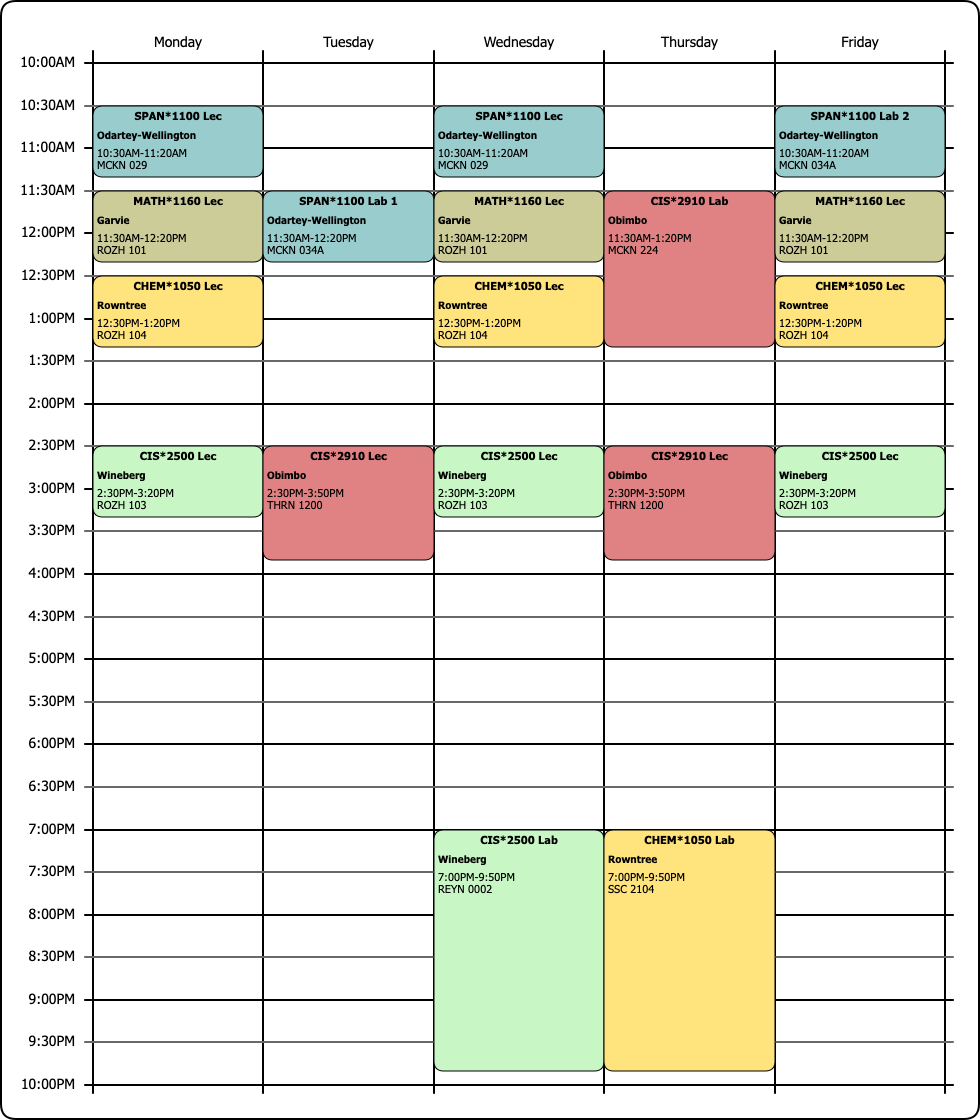 Monday Tuesday Wednesday Thursday Friday
10:00AM
10:30AM
SPAN*1100 Lec
Odartey-Wellington
10:30AM-11:20AM
MCKN 029
SPAN*1100 Lec
Odartey-Wellington
10:30AM-11:20AM
MCKN 029
SPAN*1100 Lab 2
Odartey-Wellington
10:30AM-11:20AM
MCKN 034A
11:00AM
11:30AM
MATH*1160 Lec
Garvie
11:30AM-12:20PM
ROZH 101
SPAN*1100 Lab 1
Odartey-Wellington
11:30AM-12:20PM
MCKN 034A
MATH*1160 Lec
Garvie
11:30AM-12:20PM
ROZH 101
CIS*2910 Lab
Obimbo
11:30AM-1:20PM
MCKN 224
MATH*1160 Lec
Garvie
11:30AM-12:20PM
ROZH 101
12:00PM
12:30PM
CHEM*1050 Lec
Rowntree
12:30PM-1:20PM
ROZH 104
CHEM*1050 Lec
Rowntree
12:30PM-1:20PM
ROZH 104
CHEM*1050 Lec
Rowntree
12:30PM-1:20PM
ROZH 104
1:00PM
1:30PM
2:00PM
2:30PM
CIS*2500 Lec
Wineberg
2:30PM-3:20PM
ROZH 103
CIS*2910 Lec
Obimbo
2:30PM-3:50PM
THRN 1200
CIS*2500 Lec
Wineberg
2:30PM-3:20PM
ROZH 103
CIS*2910 Lec
Obimbo
2:30PM-3:50PM
THRN 1200
CIS*2500 Lec
Wineberg
2:30PM-3:20PM
ROZH 103
3:00PM
3:30PM
4:00PM
4:30PM
5:00PM
5:30PM
6:00PM
6:30PM
7:00PM
CIS*2500 Lab
Wineberg
7:00PM-9:50PM
REYN 0002
CHEM*1050 Lab
Rowntree
7:00PM-9:50PM
SSC 2104
7:30PM
8:00PM
8:30PM
9:00PM
9:30PM
10:00PM